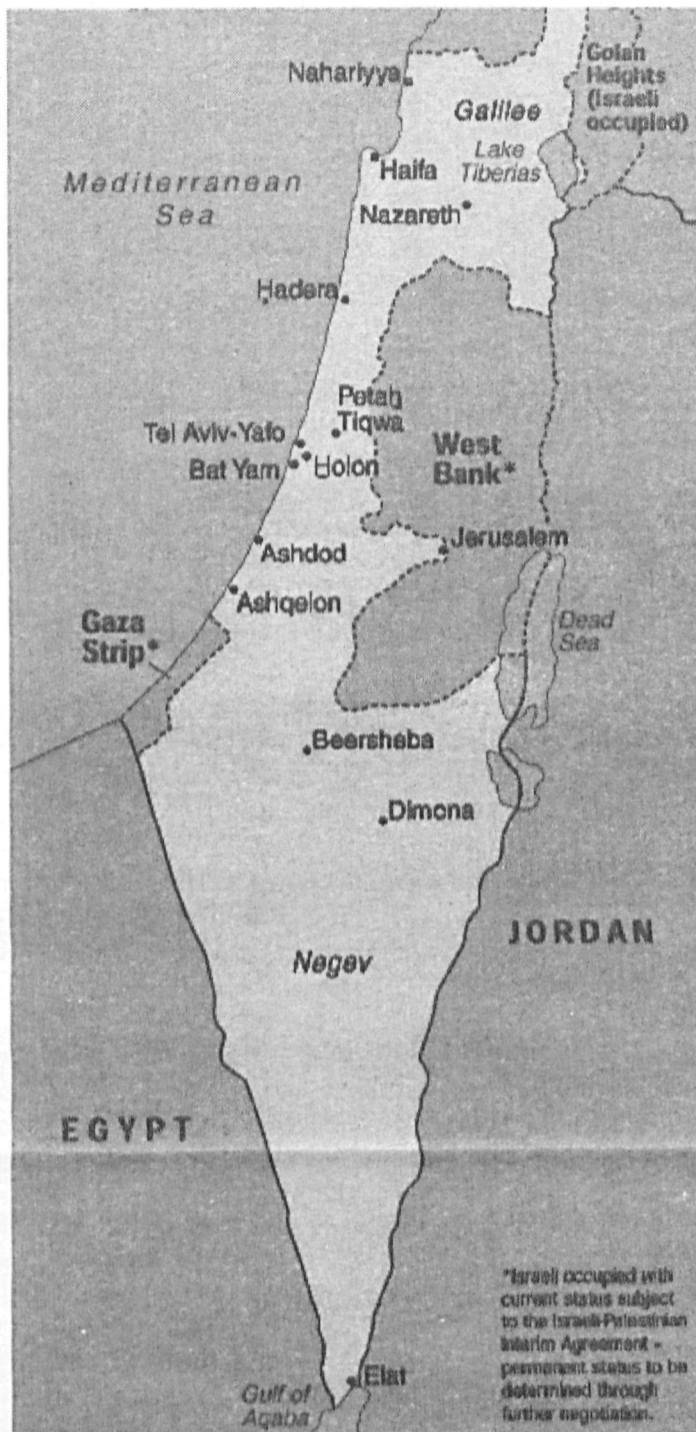 Golan
Heights
(Israeli
occupied)
Nahariyya
Galilee
Lake
Tiberias
Haifa
Mediterranean
Sea
Nazareth
Hadera
Petah
Tiqwa
Tel Aviv-Yafo
Holon
Bat Yam
West
Bank*
Jerusalem
Ashdod
Ashqelon
Gaza
Strip*
Dead
Sea
Beersheba
Dimona
JORDAN
Negev
EGYPT
*Israeli occupied with
current status subject
to the Israeli-Palestinian
Interim Agreement -
permanent status to be
determined through
further negotiation.
Elat
Gulf of
Aqaba